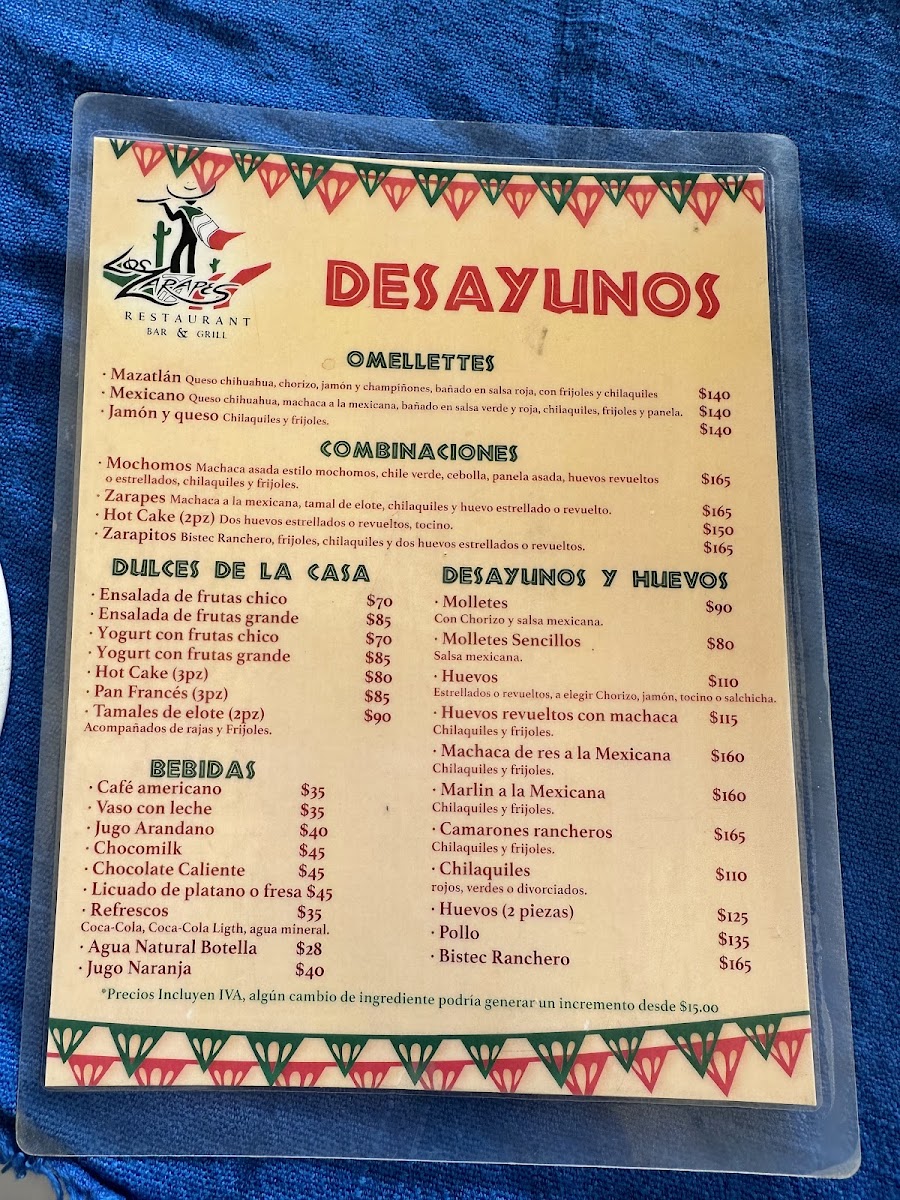 Los Zarapes
RESTAURANT
BAR & GRILL
DESAYUNOS
OMELLETTES
· Mazatlán Queso chihuahua, chorizo, jamón y champiñones, bañado en salsa roja, con frijoles y chilaquiles $140
· Mexicano Queso chihuahua, machaca a la mexicana, bañado en salsa verde y roja, chilaquiles, frijoles y panela. $140
· Jamón y queso Chilaquiles y frijoles. $140
COMBINACIONES
· Mochomos Machaca asada estilo mochomos, chile verde, cebolla, panela asada, huevos revueltos $165
o estrellados, chilaquiles y frijoles.
· Zarapes Machaca a la mexicana, tamal de elote, chilaquiles y huevo estrellado o revuelto. $165
· Hot Cake (2pz) Dos huevos estrellados o revueltos, tocino. $150
· Zarapitos Bistec Ranchero, frijoles, chilaquiles y dos huevos estrellados o revueltos. $165
DULCES DE LA CASA
· Ensalada de frutas chico $70
· Ensalada de frutas grande $85
· Yogurt con frutas chico $70
· Yogurt con frutas grande $85
· Hot Cake (3pz) $80
· Pan Francés (3pz) $85
· Tamales de elote (2pz) $90
Acompañados de rajas y Frijoles.
BEBIDAS
· Café americano $35
· Vaso con leche $35
· Jugo Arandano $40
· Chocomilk $45
· Chocolate Caliente $45
· Licuado de platano o fresa $45
· Refrescos $35
Coca-Cola, Coca-Cola Ligth, agua mineral.
· Agua Natural Botella $28
· Jugo Naranja $40
DESAYUNOS Y HUEVOS
· Molletes $90
Con Chorizo y salsa mexicana.
· Molletes Sencillos $80
Salsa mexicana.
· Huevos $110
Estrellados o revueltos, a elegir Chorizo, jamón, tocino o salchicha.
· Huevos revueltos con machaca $115
Chilaquiles y frijoles.
· Machaca de res a la Mexicana $160
Chilaquiles y frijoles.
· Marlin a la Mexicana $160
Chilaquiles y frijoles.
· Camarones rancheros $165
Chilaquiles y frijoles.
· Chilaquiles $110
rojos, verdes o divorciados.
· Huevos (2 piezas) $125
· Pollo $135
· Bistec Ranchero $165
*Precios Incluyen IVA, algún cambio de ingrediente podría generar un incremento desde $15.00